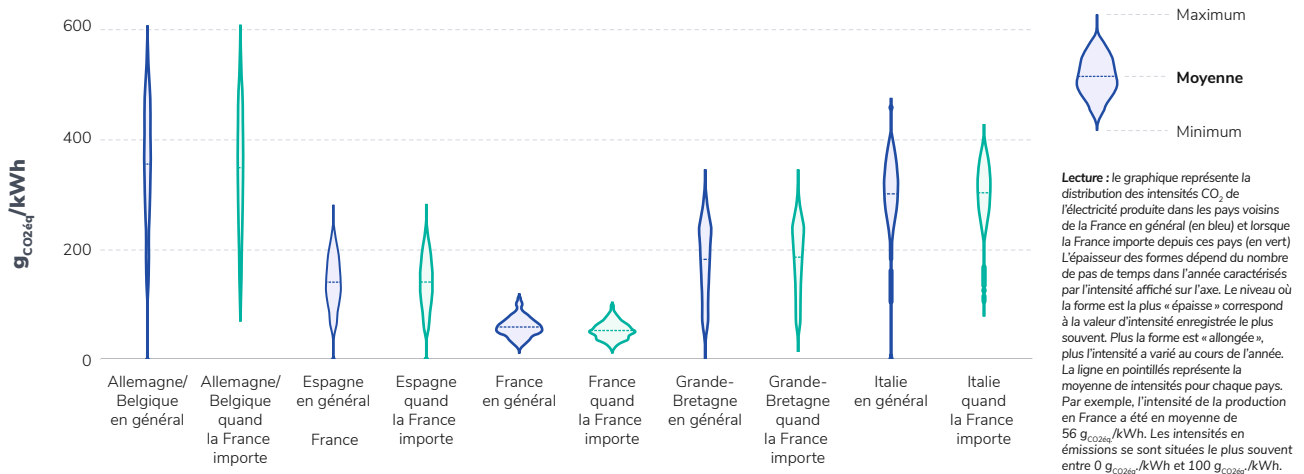 600
400
200
0
gCO2éq/kWh
Allemagne/
Belgique
en général
Allemagne/
Belgique
quand
la France
importe
Espagne
en général
France
Espagne
quand
la France
importe
France
en général
France
quand
la France
importe
Grande-
Bretagne
en général
Grande-
Bretagne
quand
la France
importe
Italie
en général
Italie
quand
la France
importe
Maximum
Moyenne
Minimum
Lecture : le graphique représente la
distribution des intensités CO2 de
l'électricité produite dans les pays voisins
de la France en général (en bleu) et lorsque
la France importe depuis ces pays (en vert)
L'épaisseur des formes dépend du nombre
de pas de temps dans l'année caractérisés
par l'intensité affiché sur l'axe. Le niveau où
la forme est la plus « épaisse » correspond
à la valeur d'intensité enregistrée le plus
souvent. Plus la forme est « allongée »,
plus l'intensité a varié au cours de l'année.
La ligne en pointillés représente la
moyenne de intensités pour chaque pays.
Par exemple, l'intensité de la production
en France a été en moyenne de
56 gCO2éq./kWh. Les intensités en
émissions se sont situées le plus souvent
entre 0 gCO2éq./kWh et 100 gCO2éq./kWh.